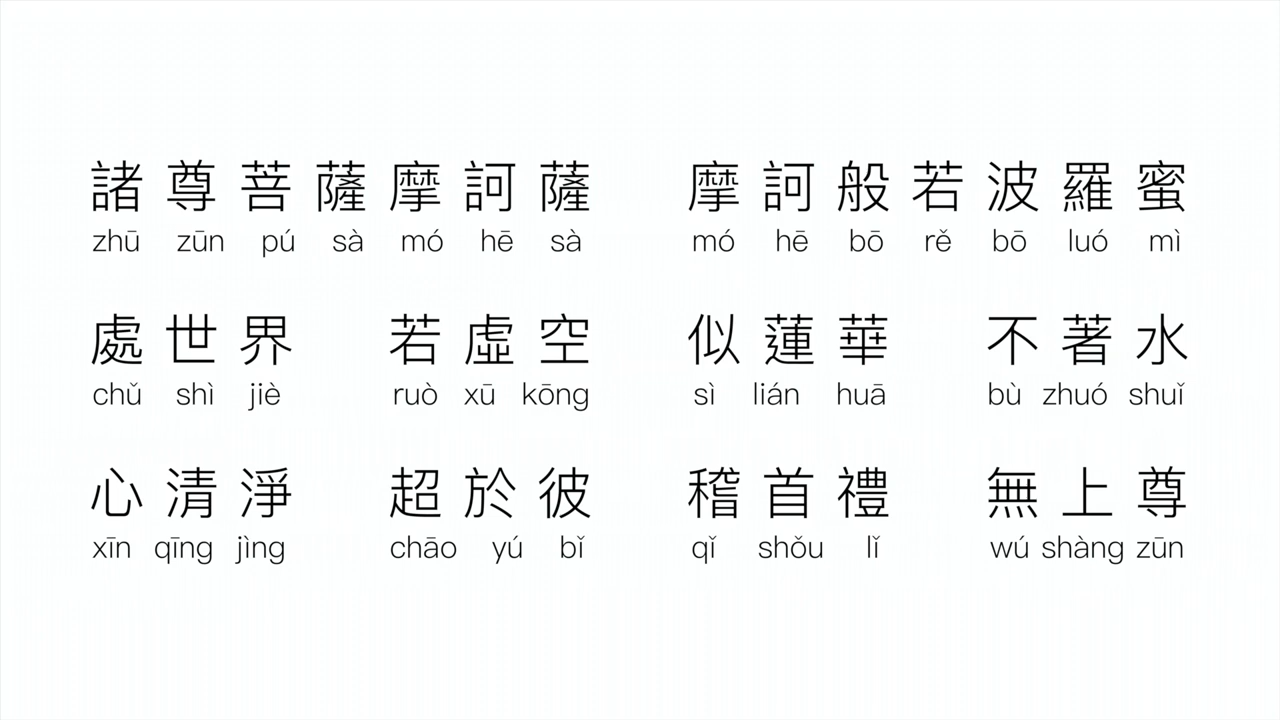 諸尊菩薩摩訶薩 摩訶般若波羅蜜
zhū zūn pú sà mó hē sà mó hē bō rě bō luó mì
處世界 若虛空 似蓮華 不著水
chǔ shì jiè ruò xū kōng sì lián huā bù zhuó shuǐ
心清淨 超於彼 稽首禮 無上尊
xīn qīng jìng chāo yú bǐ qǐ shǒu lǐ wú shàng zūn